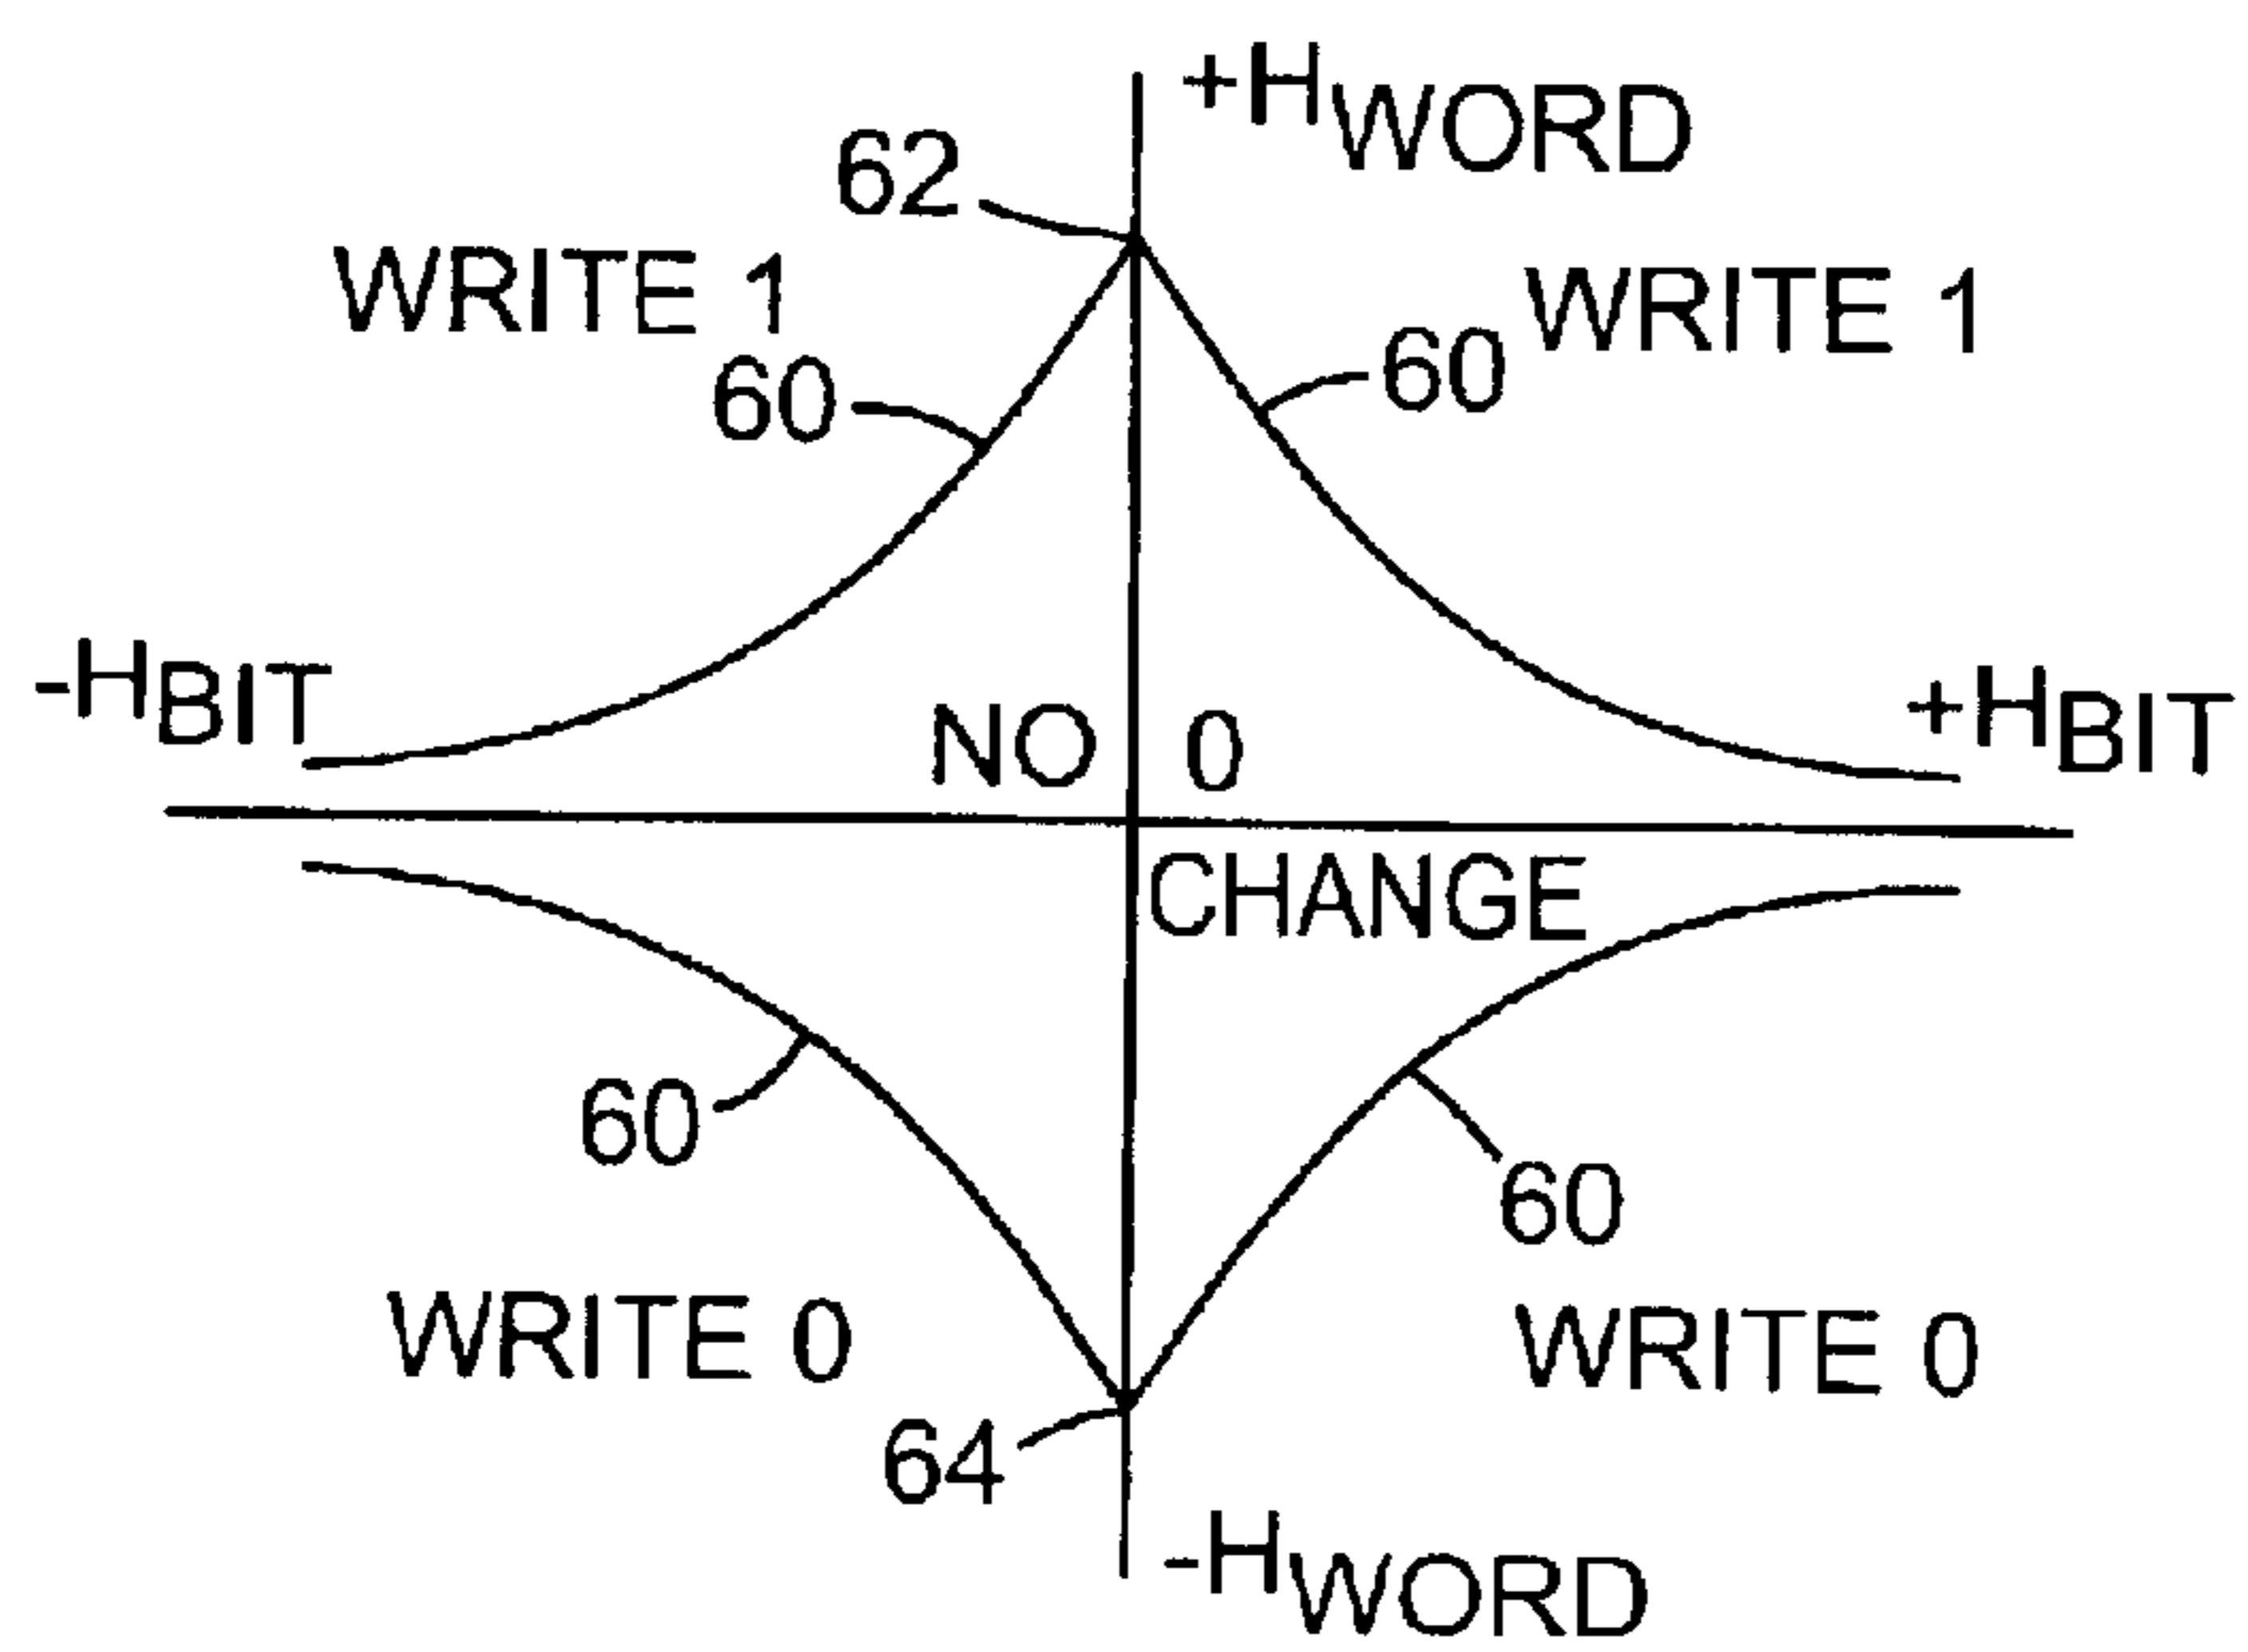 +HWORD
62
WRITE 1
WRITE 1
60
60
-HBIT
+HBIT
NO 0
CHANGE
60
60
WRITE 0
WRITE 0
64
-HWORD